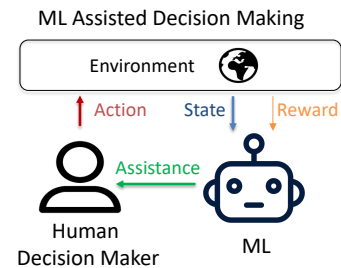 ML Assisted Decision Making
Environment
Action State Reward
Assistance
Human
Decision Maker
ML